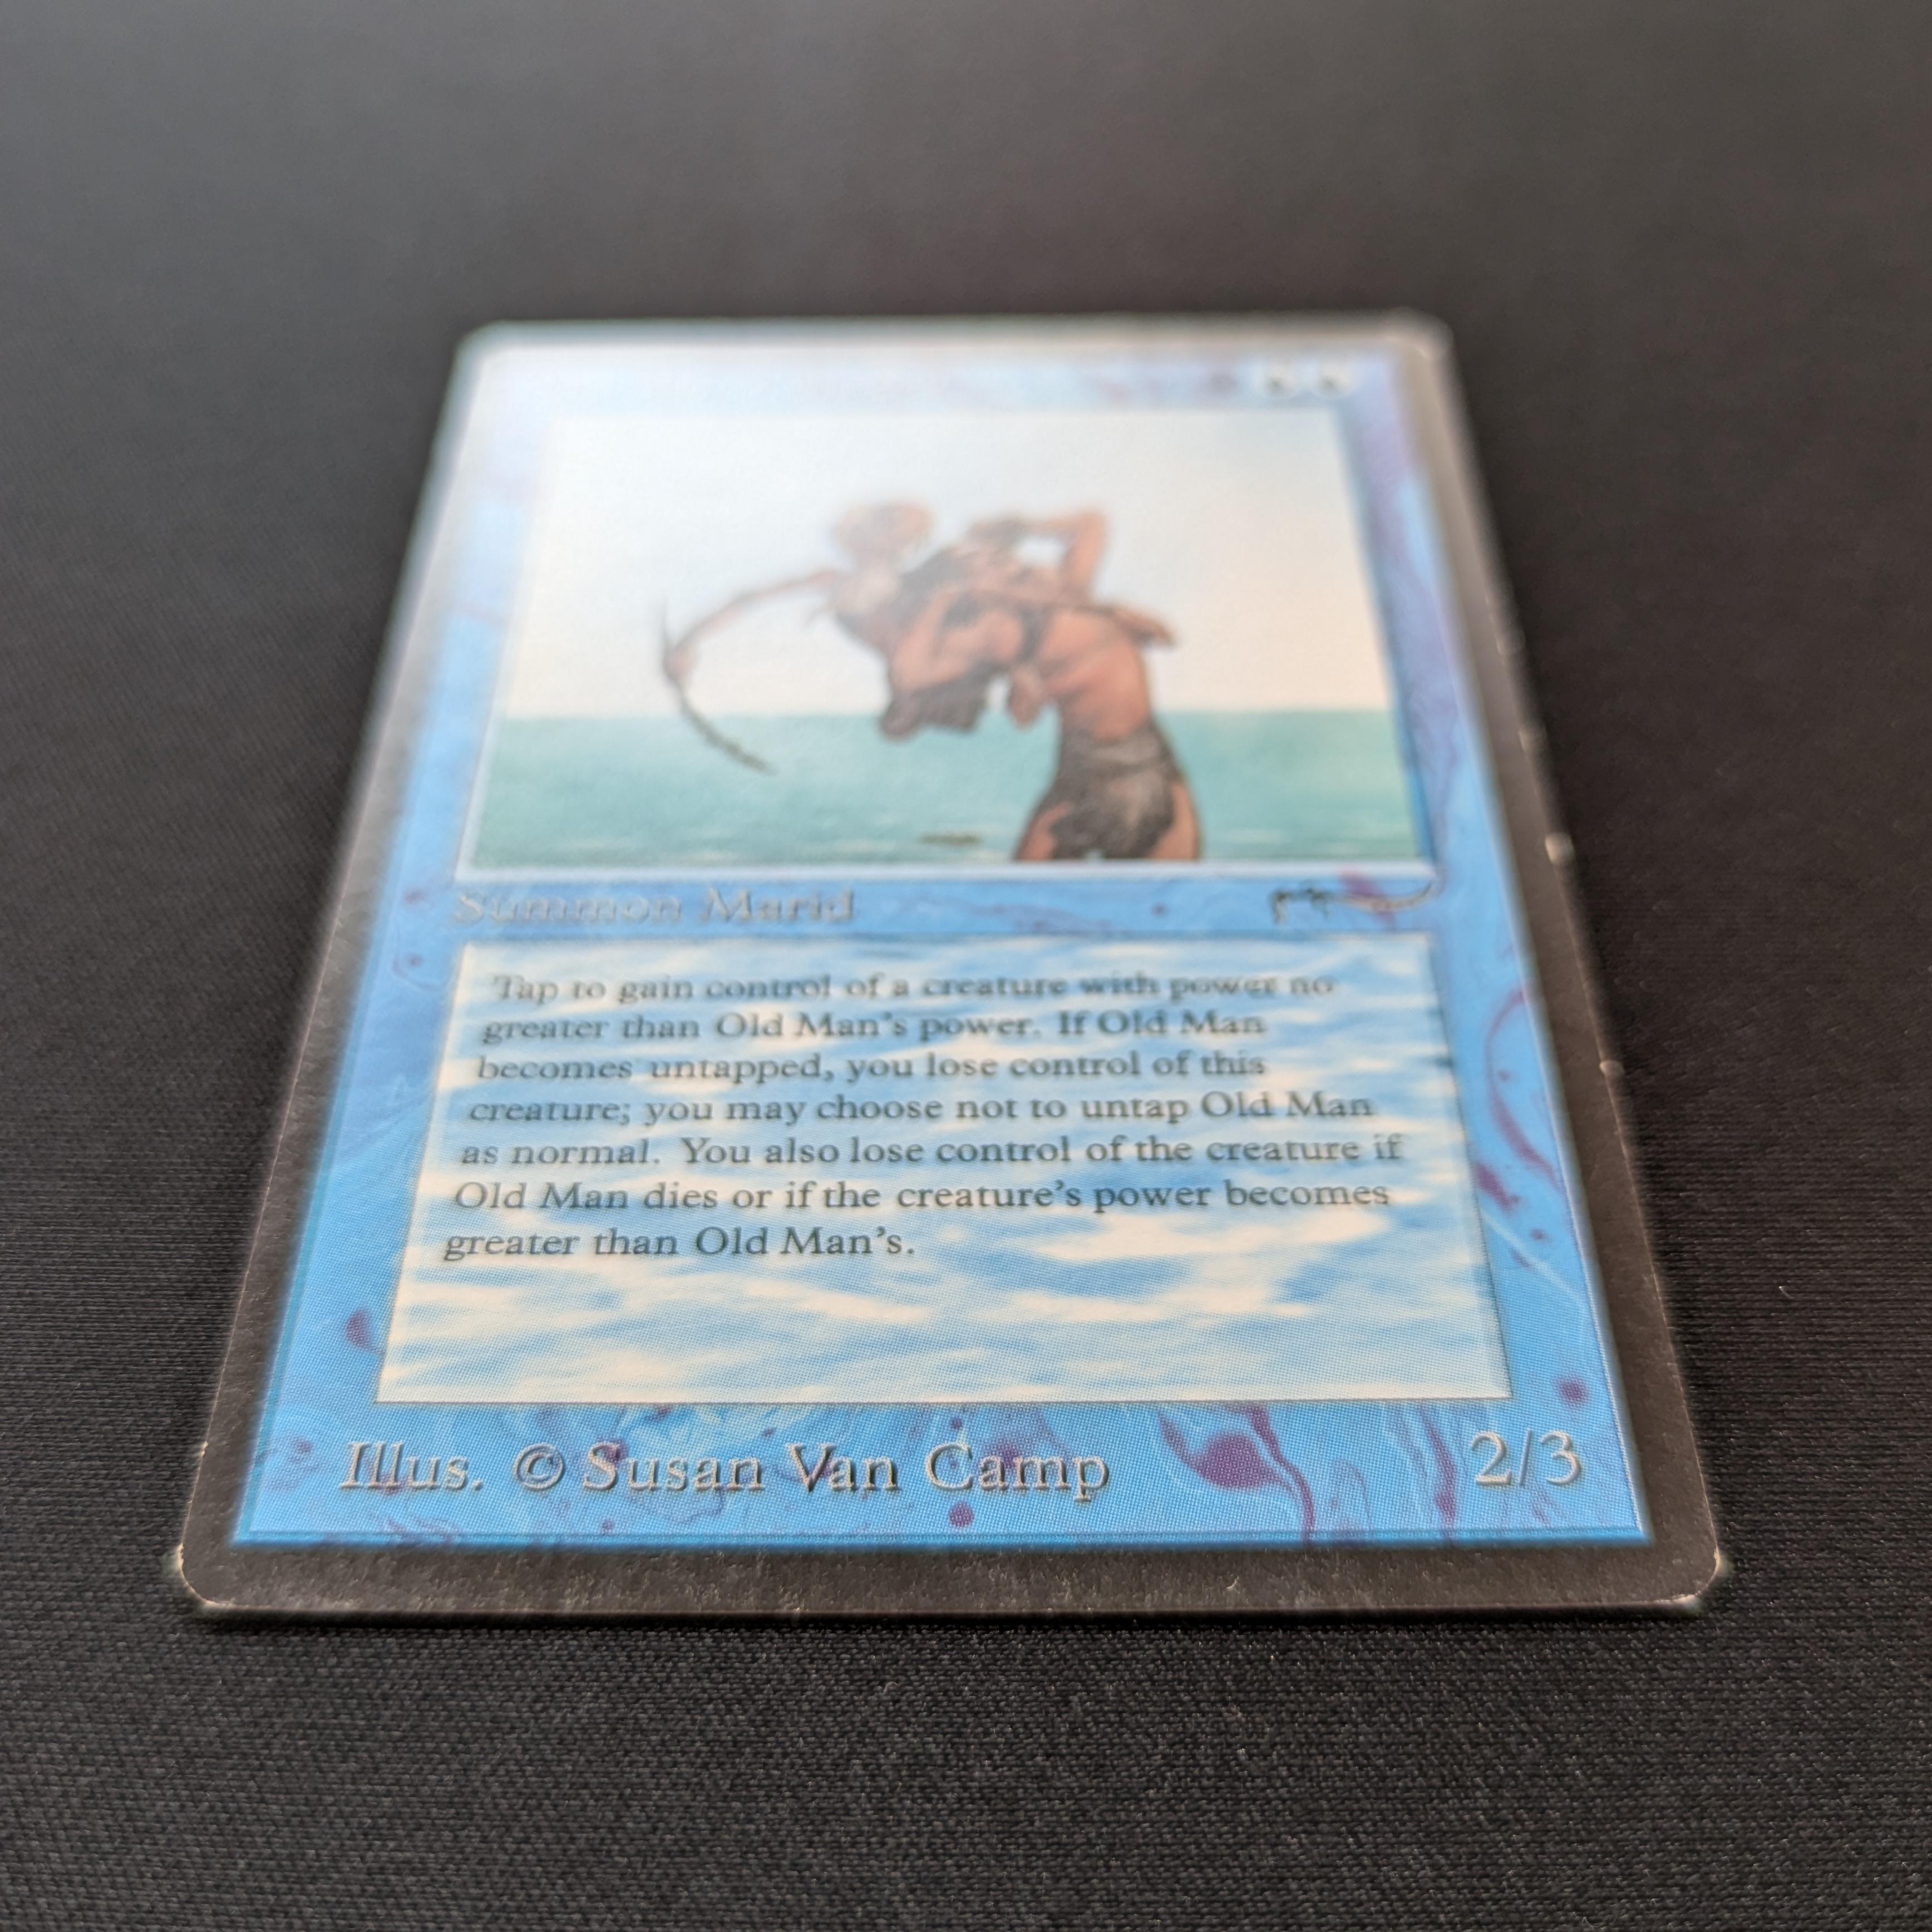 Summon Marid
Tap to gain control of a creature with power no
greater than Old Man's power. If Old Man
becomes untapped, you lose control of this
creature; you may choose not to untap Old Man
as normal. You also lose control of the creature if
Old Man dies or if the creature's power becomes
greater than Old Man's.
Illus. © Susan Van Camp
2/3